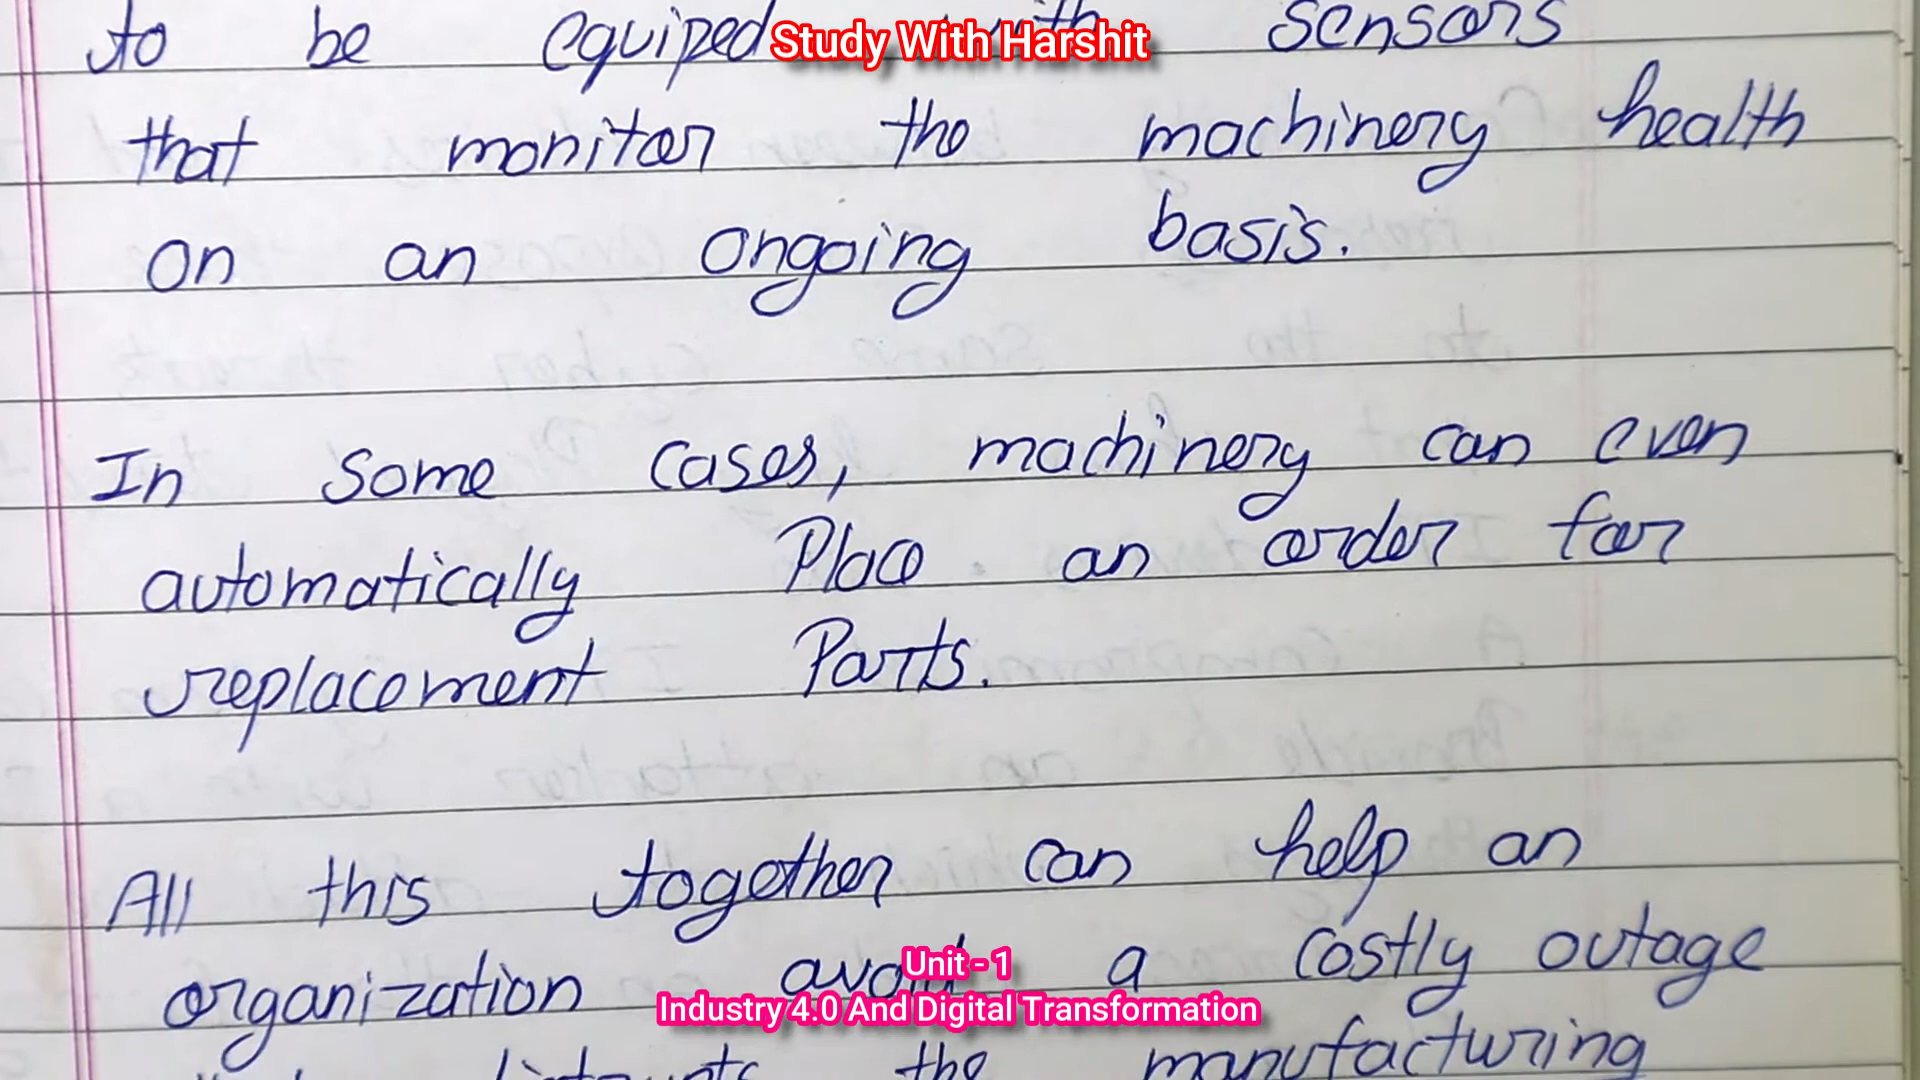 to be equiped with sensors
Study With Harshit
that monitor the machinery health
on an ongoing basis.
In some cases, machinery can even
automatically Place an order for
replacement Parts.
All this together can help an
organization avoid a costly outage
Unit - 1
Industry 4.0 And Digital Transformation
the manufacturing